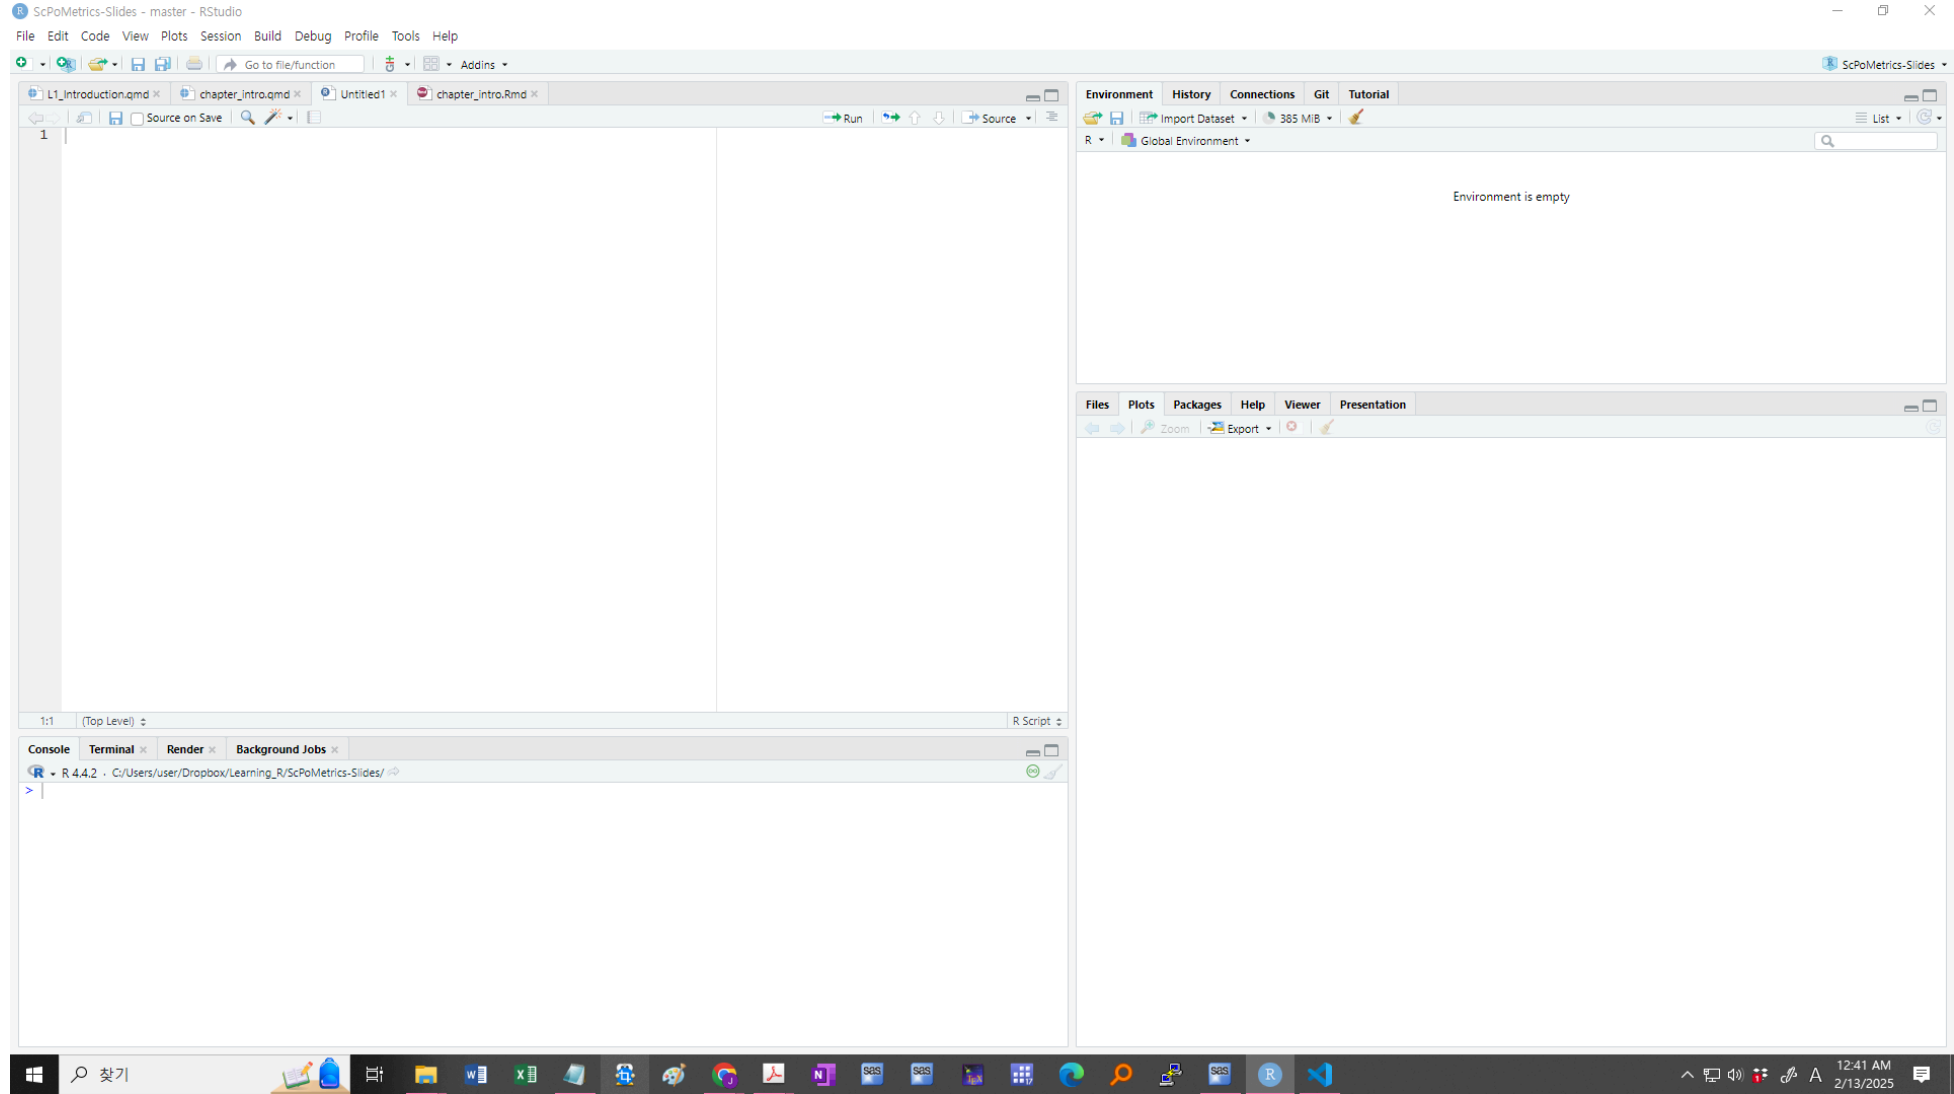 ScPoMetrics-Slides - master - RStudio
File Edit Code View Plots Session Build Debug Profile Tools Help
Go to file/function Addins ScPoMetrics-Slides
L1_Introduction.qmd chapter_intro.qmd Untitled1 chapter_intro.Rmd
Source on Save Run Source
1
1:1 (Top Level) R Script
Console Terminal Render Background Jobs
R 4.4.2 · C:/Users/user/Dropbox/Learning_R/ScPoMetrics-Slides/
>
Environment History Connections Git Tutorial
Import Dataset 385 MiB List
R Global Environment
Environment is empty
Files Plots Packages Help Viewer Presentation
Zoom Export
찾기
A 12:41 AM
2/13/2025